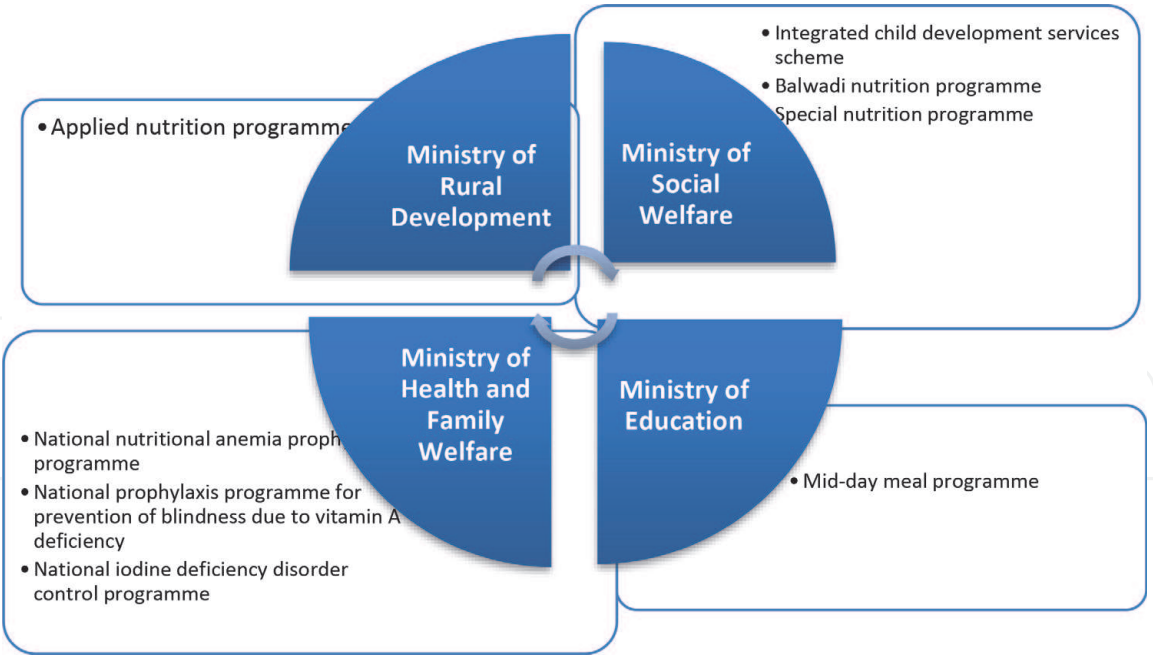 • Applied nutrition programme
Ministry of
Rural
Development
Ministry of
Social
Welfare
• Integrated child development services
scheme
• Balwadi nutrition programme
Special nutrition programme
Ministry of
Health and
Family
Welfare
• National nutritional anemia
programme
• National prophylaxis programme for
prevention of blindness due to vitamin A
deficiency
• National iodine deficiency disorder
control programme
Ministry of
Education
• Mid-day meal programme